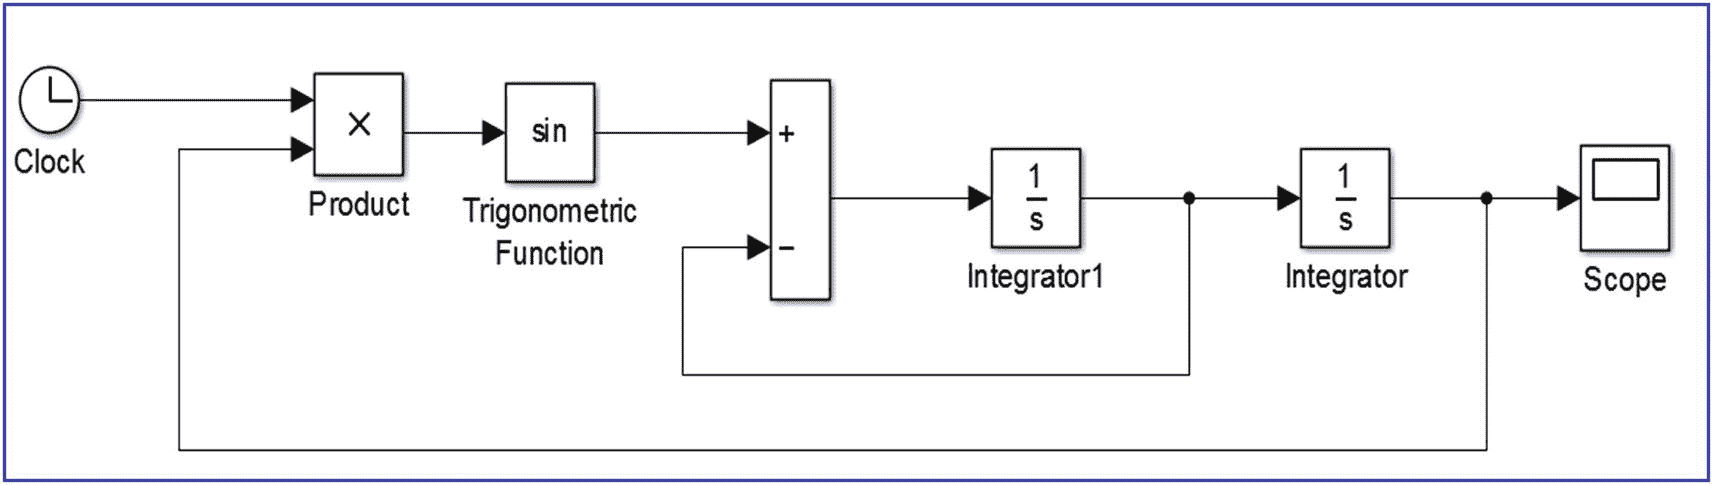 Clock
×
Product
sin
Trigonometric
Function
+
−
1
s
Integrator1
1
s
Integrator
Scope